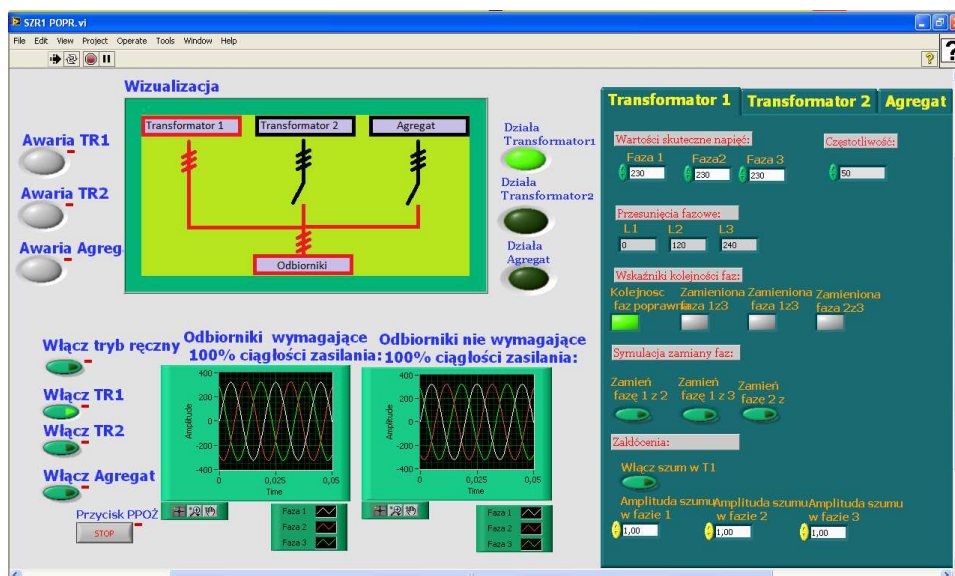 SZR1 POPR.vi
File Edit View Project Operate Tools Window Help
Wizualizacja
Transformator 1
Transformator 2
Agregat
Odbiorniki
Awaria TR1
Awaria TR2
Awaria Agreg
Działa
Transformator1
Działa
Transformator2
Działa
Agregat
Włącz tryb ręczny
Włącz TR1
Włącz TR2
Włącz Agregat
Przycisk PPOŻ
STOP
Odbiorniki wymagające
100% ciągłości zasilania:
400
200
0
-200
-400
Amplitude
0 0,025 0,05
Time
Faza 1
Faza 2
Faza 3
Odbiorniki nie wymagające
100% ciągłości zasilania:
400
200
0
-200
-400
Amplitude
0 0,025 0,05
Time
Faza 1
Faza 2
Faza 3
Transformator 1 Transformator 2 Agregat
Wartości skuteczne napięć:
Częstotliwość:
Faza 1 Faza2 Faza 3
230 230 230 50
Przesunięcia fazowe:
L1 L2 L3
0 120 240
Wskaźniki kolejności faz:
Kolejnosc
Zamieniona Zamieniona Zamieniona
faza 1z3 faza 1z3 faza 2z3
Symulacja zamiany faz:
Zamień Zamień Zamień
fazę 1 z 2 fazę 1 z 3 fazę 2 z
Zakłócenia:
Włącz szum w T1
Amplituda szumu Amplituda szumu Amplituda szumu
w fazie 1 w fazie 2 w fazie 3
1,00 1,00 1,00